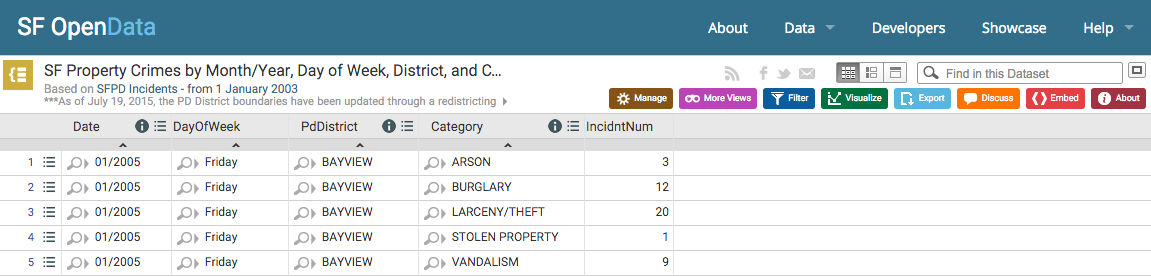 SF OpenData
About Data Developers Showcase Help
SF Property Crimes by Month/Year, Day of Week, District, and C...
Based on SFPD Incidents - from 1 January 2003
***As of July 19, 2015, the PD District boundaries have been updated through a redistricting
Find in this Dataset
Manage More Views Filter Visualize Export Discuss Embed About
Date DayOfWeek PdDistrict Category IncidntNum
1 01/2005 Friday BAYVIEW ARSON 3
2 01/2005 Friday BAYVIEW BURGLARY 12
3 01/2005 Friday BAYVIEW LARCENY/THEFT 20
4 01/2005 Friday BAYVIEW STOLEN PROPERTY 1
5 01/2005 Friday BAYVIEW VANDALISM 9